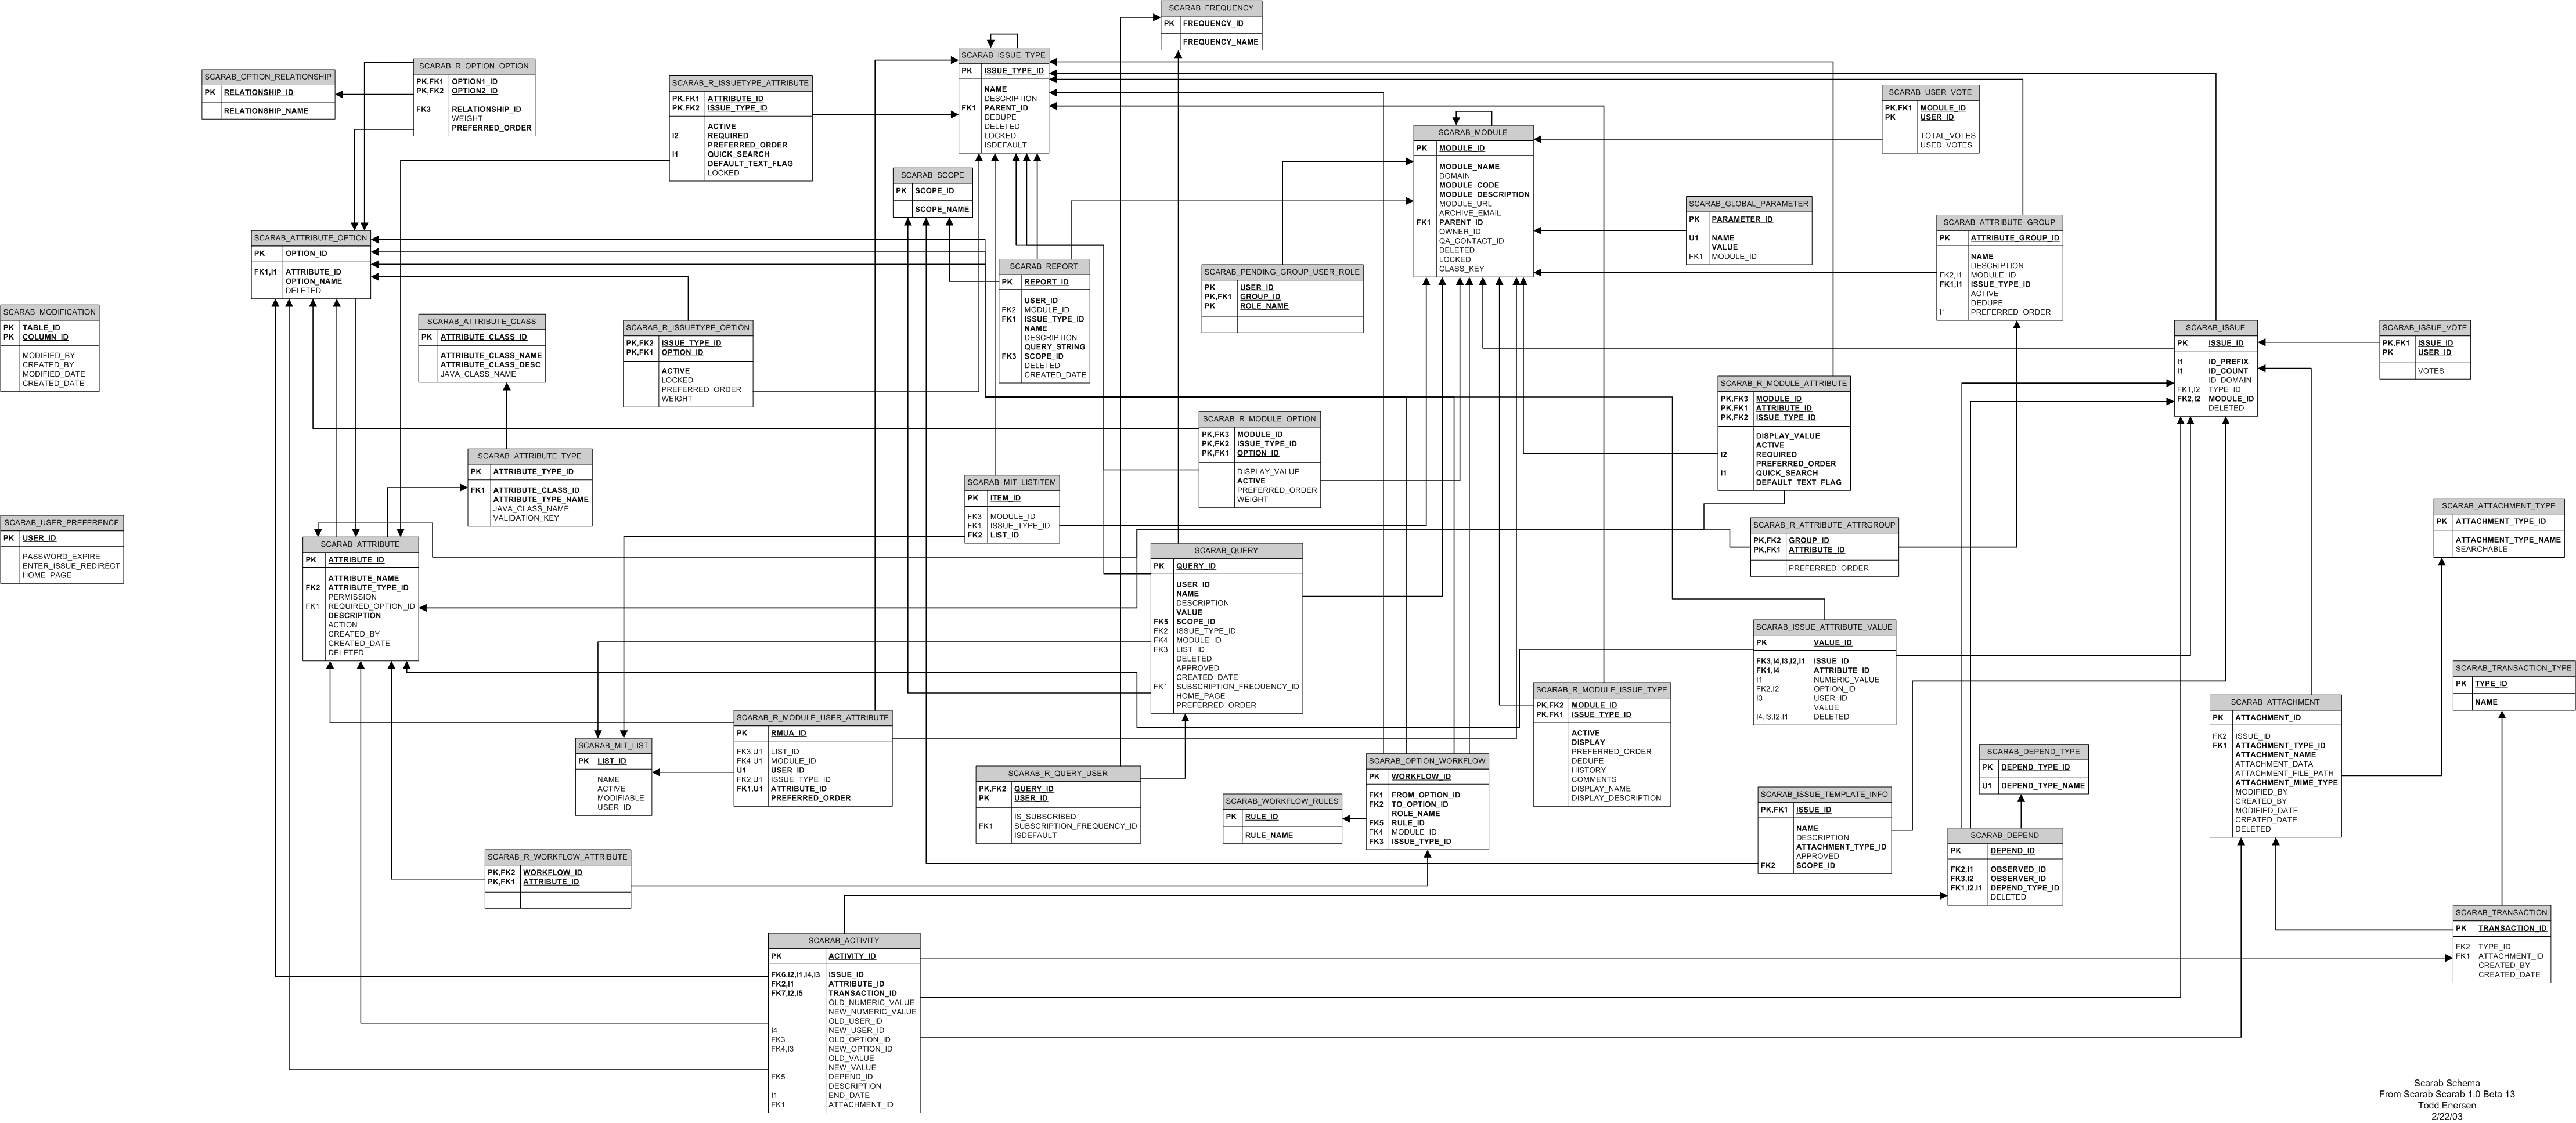 SCARAB_FREQUENCY
PK FREQUENCY_ID
FREQUENCY_NAME
SCARAB_ISSUE_TYPE
PK ISSUE_TYPE_ID
NAME
DESCRIPTION
FK1 PARENT_ID
DEDUPE
DELETED
LOCKED
ISDEFAULT
SCARAB_OPTION_RELATIONSHIP
PK RELATIONSHIP_ID
RELATIONSHIP_NAME
SCARAB_R_OPTION_OPTION
PK,FK1 OPTION1_ID
PK,FK2 OPTION2_ID
FK3 RELATIONSHIP_ID
WEIGHT
PREFERRED_ORDER
SCARAB_R_ISSUETYPE_ATTRIBUTE
PK,FK1 ATTRIBUTE_ID
PK,FK2 ISSUE_TYPE_ID
ACTIVE
I2 REQUIRED
PREFERRED_ORDER
I1 QUICK_SEARCH
DEFAULT_TEXT_FLAG
LOCKED
SCARAB_USER_VOTE
PK,FK1 MODULE_ID
PK USER_ID
TOTAL_VOTES
USED_VOTES
SCARAB_MODULE
PK MODULE_ID
MODULE_NAME
DOMAIN
MODULE_CODE
MODULE_DESCRIPTION
MODULE_URL
ARCHIVE_EMAIL
FK1 PARENT_ID
OWNER_ID
QA_CONTACT_ID
DELETED
LOCKED
CLASS_KEY
SCARAB_SCOPE
PK SCOPE_ID
SCOPE_NAME
SCARAB_GLOBAL_PARAMETER
PK PARAMETER_ID
U1 NAME
VALUE
FK1 MODULE_ID
SCARAB_ATTRIBUTE_GROUP
PK ATTRIBUTE_GROUP_ID
NAME
DESCRIPTION
FK2,I1 MODULE_ID
FK1,I1 ISSUE_TYPE_ID
ACTIVE
DEDUPE
I1 PREFERRED_ORDER
SCARAB_ATTRIBUTE_OPTION
PK OPTION_ID
FK1,I1 ATTRIBUTE_ID
OPTION_NAME
DELETED
SCARAB_REPORT
PK REPORT_ID
USER_ID
FK2 MODULE_ID
FK1 ISSUE_TYPE_ID
NAME
DESCRIPTION
QUERY_STRING
FK3 SCOPE_ID
DELETED
CREATED_DATE
SCARAB_PENDING_GROUP_USER_ROLE
PK USER_ID
PK,FK1 GROUP_ID
PK ROLE_NAME
SCARAB_MODIFICATION
PK TABLE_ID
PK COLUMN_ID
MODIFIED_BY
CREATED_BY
MODIFIED_DATE
CREATED_DATE
SCARAB_ATTRIBUTE_CLASS
PK ATTRIBUTE_CLASS_ID
ATTRIBUTE_CLASS_NAME
ATTRIBUTE_CLASS_DESC
JAVA_CLASS_NAME
SCARAB_R_ISSUETYPE_OPTION
PK,FK2 ISSUE_TYPE_ID
PK,FK1 OPTION_ID
ACTIVE
LOCKED
PREFERRED_ORDER
WEIGHT
SCARAB_ISSUE
PK ISSUE_ID
I1 ID_PREFIX
I1 ID_COUNT
ID_DOMAIN
FK1,I2 TYPE_ID
FK2,I2 MODULE_ID
DELETED
SCARAB_ISSUE_VOTE
PK,FK1 ISSUE_ID
PK USER_ID
VOTES
SCARAB_R_MODULE_ATTRIBUTE
PK,FK3 MODULE_ID
PK,FK1 ATTRIBUTE_ID
PK,FK2 ISSUE_TYPE_ID
DISPLAY_VALUE
ACTIVE
I2 REQUIRED
PREFERRED_ORDER
I1 QUICK_SEARCH
DEFAULT_TEXT_FLAG
SCARAB_R_MODULE_OPTION
PK,FK3 MODULE_ID
PK,FK2 ISSUE_TYPE_ID
PK,FK1 OPTION_ID
DISPLAY_VALUE
ACTIVE
PREFERRED_ORDER
WEIGHT
SCARAB_ATTRIBUTE_TYPE
PK ATTRIBUTE_TYPE_ID
FK1 ATTRIBUTE_CLASS_ID
ATTRIBUTE_TYPE_NAME
JAVA_CLASS_NAME
VALIDATION_KEY
SCARAB_MIT_LISTITEM
PK ITEM_ID
FK3 MODULE_ID
FK1 ISSUE_TYPE_ID
FK2 LIST_ID
SCARAB_ATTACHMENT_TYPE
PK ATTACHMENT_TYPE_ID
ATTACHMENT_TYPE_NAME
SEARCHABLE
SCARAB_USER_PREFERENCE
PK USER_ID
PASSWORD_EXPIRE
ENTER_ISSUE_REDIRECT
HOME_PAGE
SCARAB_R_ATTRIBUTE_ATTRGROUP
PK,FK2 GROUP_ID
PK,FK1 ATTRIBUTE_ID
PREFERRED_ORDER
SCARAB_ATTRIBUTE
PK ATTRIBUTE_ID
ATTRIBUTE_NAME
FK2 ATTRIBUTE_TYPE_ID
PERMISSION
FK1 REQUIRED_OPTION_ID
DESCRIPTION
ACTION
CREATED_BY
CREATED_DATE
DELETED
SCARAB_QUERY
PK QUERY_ID
USER_ID
NAME
DESCRIPTION
VALUE
FK5 SCOPE_ID
FK2 ISSUE_TYPE_ID
FK4 MODULE_ID
FK3 LIST_ID
DELETED
APPROVED
CREATED_DATE
FK1 SUBSCRIPTION_FREQUENCY_ID
HOME_PAGE
PREFERRED_ORDER
SCARAB_ISSUE_ATTRIBUTE_VALUE
PK VALUE_ID
FK3,I4,I3,I2,I1 ISSUE_ID
FK1,I4 ATTRIBUTE_ID
I1 NUMERIC_VALUE
FK2,I2 OPTION_ID
I3 USER_ID
VALUE
I4,I3,I2,I1 DELETED
SCARAB_TRANSACTION_TYPE
PK TYPE_ID
NAME
SCARAB_R_MODULE_ISSUE_TYPE
PK,FK2 MODULE_ID
PK,FK1 ISSUE_TYPE_ID
ACTIVE
DISPLAY
PREFERRED_ORDER
DEDUPE
HISTORY
COMMENTS
DISPLAY_NAME
DISPLAY_DESCRIPTION
SCARAB_ATTACHMENT
PK ATTACHMENT_ID
FK2 ISSUE_ID
FK1 ATTACHMENT_TYPE_ID
ATTACHMENT_NAME
ATTACHMENT_DATA
ATTACHMENT_FILE_PATH
ATTACHMENT_MIME_TYPE
MODIFIED_BY
CREATED_BY
MODIFIED_DATE
CREATED_DATE
DELETED
SCARAB_R_MODULE_USER_ATTRIBUTE
PK RMUA_ID
FK3,U1 LIST_ID
FK4,U1 MODULE_ID
U1 USER_ID
FK2,U1 ISSUE_TYPE_ID
FK1,U1 ATTRIBUTE_ID
PREFERRED_ORDER
SCARAB_MIT_LIST
PK LIST_ID
NAME
ACTIVE
MODIFIABLE
USER_ID
SCARAB_DEPEND_TYPE
PK DEPEND_TYPE_ID
U1 DEPEND_TYPE_NAME
SCARAB_OPTION_WORKFLOW
PK WORKFLOW_ID
FK1 FROM_OPTION_ID
FK2 TO_OPTION_ID
ROLE_NAME
FK5 RULE_ID
FK4 MODULE_ID
FK3 ISSUE_TYPE_ID
SCARAB_R_QUERY_USER
PK,FK2 QUERY_ID
PK USER_ID
IS_SUBSCRIBED
FK1 SUBSCRIPTION_FREQUENCY_ID
ISDEFAULT
SCARAB_WORKFLOW_RULES
PK RULE_ID
RULE_NAME
SCARAB_ISSUE_TEMPLATE_INFO
PK,FK1 ISSUE_ID
NAME
DESCRIPTION
ATTACHMENT_TYPE_ID
APPROVED
FK2 SCOPE_ID
SCARAB_DEPEND
PK DEPEND_ID
FK2,I1 OBSERVED_ID
FK3,I2 OBSERVER_ID
FK1,I2,I1 DEPEND_TYPE_ID
DELETED
SCARAB_R_WORKFLOW_ATTRIBUTE
PK,FK2 WORKFLOW_ID
PK,FK1 ATTRIBUTE_ID
SCARAB_TRANSACTION
PK TRANSACTION_ID
FK2 TYPE_ID
FK1 ATTACHMENT_ID
CREATED_BY
CREATED_DATE
SCARAB_ACTIVITY
PK ACTIVITY_ID
FK6,I2,I1,I4,I3 ISSUE_ID
FK2,I1 ATTRIBUTE_ID
FK7,I2,I5 TRANSACTION_ID
OLD_NUMERIC_VALUE
NEW_NUMERIC_VALUE
OLD_USER_ID
I4 NEW_USER_ID
FK3 OLD_OPTION_ID
FK4,I3 NEW_OPTION_ID
OLD_VALUE
NEW_VALUE
FK5 DEPEND_ID
DESCRIPTION
I1 END_DATE
FK1 ATTACHMENT_ID
Scarab Schema
From Scarab Scarab 1.0 Beta 13
Todd Enersen
2/22/03